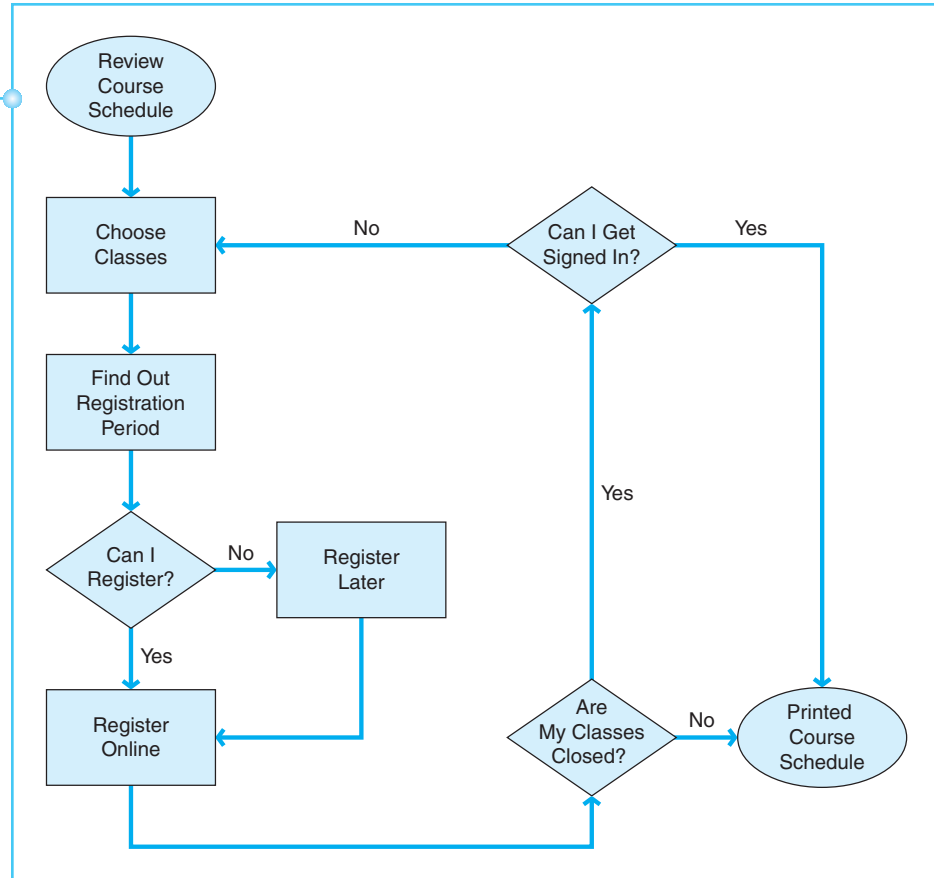 Review
Course
Schedule
Choose
Classes
No
Can I Get
Signed In?
Yes
Find Out
Registration
Period
Can I
Register?
No
Register
Later
Yes
Register
Online
Yes
Are
My Classes
Closed?
No
Printed
Course
Schedule